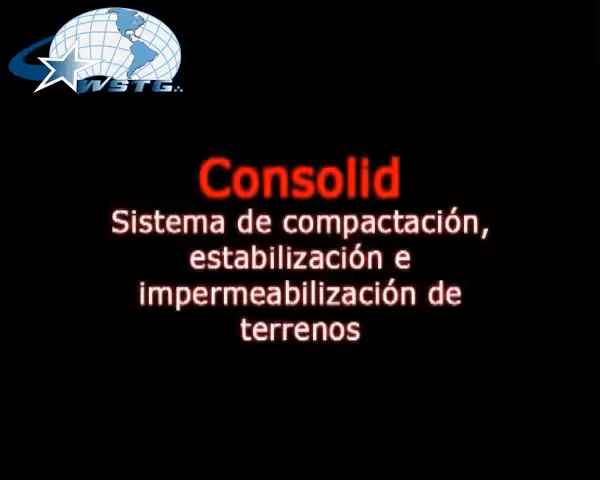 WSTG
Consolid
Sistema de compactación,
estabilización e
impermeabilización de
terrenos